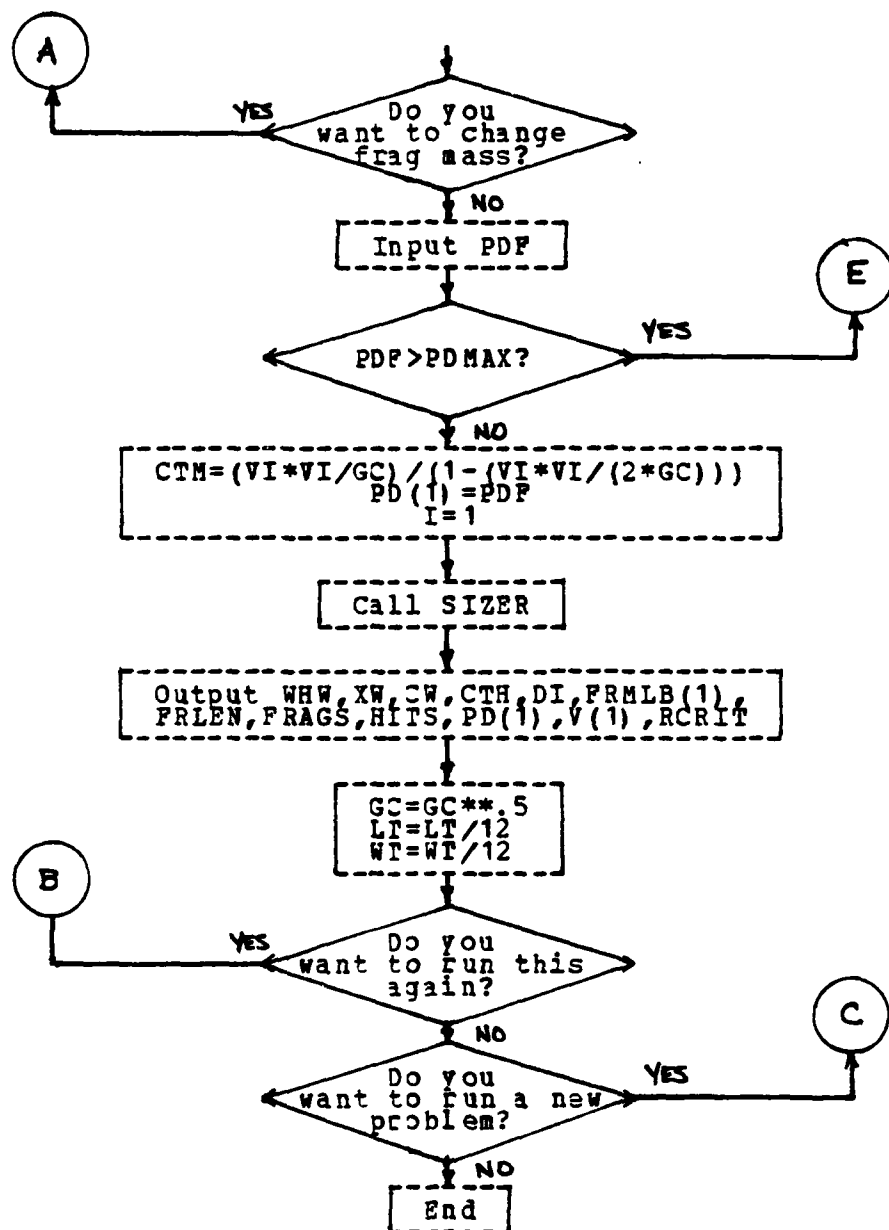 A
YES
Do you
want to change
frag mass?
NO
Input PDF
E
YES
PDF>PDMAX?
NO
CTM=(VI*VI/GC)/(1-(VI*VI/(2*GC)))
PD(1)=PDF
I=1
Call SIZER
Output WHW,XW,CW,CTH,DI,FRMLB(1),
FRLEN,FRAGS,HITS,PD(1),V(1),RCRIT
GC=GC**.5
LT=LT/12
WT=WT/12
B
YES
Do you
want to run this
again?
NO
C
Do you
YES
want to run a new
problem?
NO
End